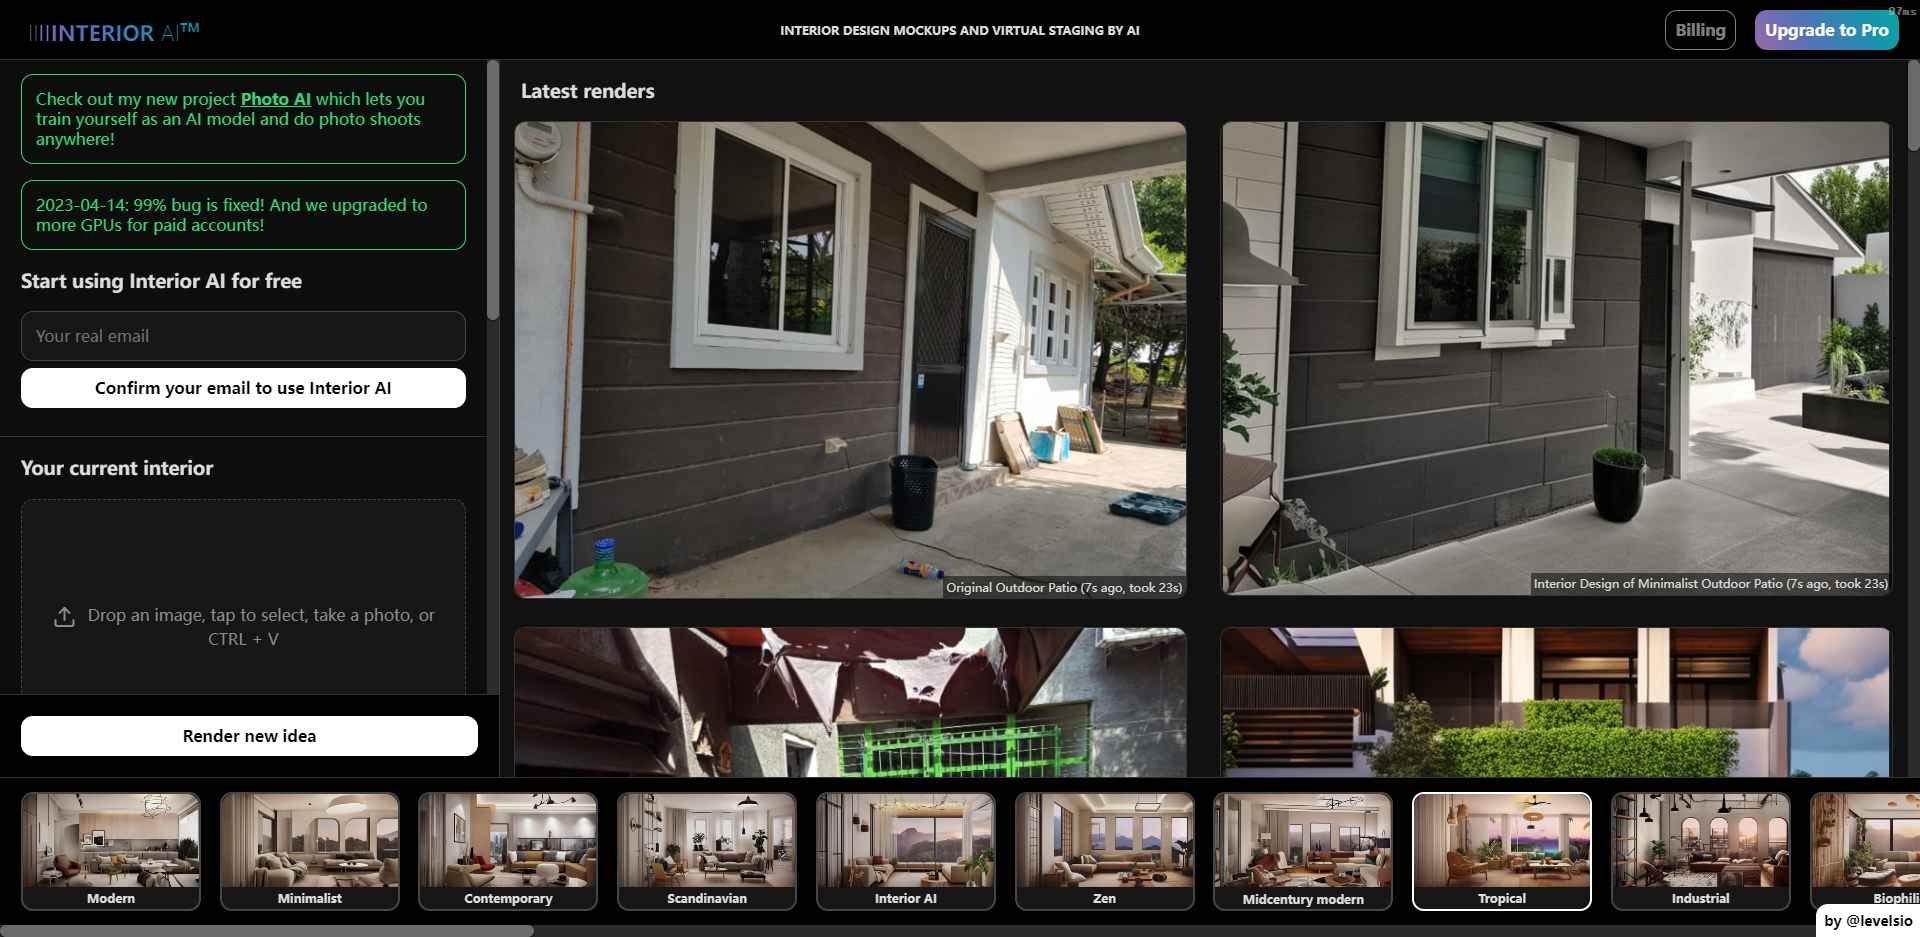 INTERIOR AI™
INTERIOR DESIGN MOCKUPS AND VIRTUAL STAGING BY AI
Billing
Upgrade to Pro
97ms
Check out my new project Photo AI which lets you
train yourself as an AI model and do photo shoots
anywhere!
2023-04-14: 99% bug is fixed! And we upgraded to
more GPUs for paid accounts!
Start using Interior AI for free
Your real email
Confirm your email to use Interior AI
Your current interior
Drop an image, tap to select, take a photo, or
CTRL + V
Render new idea
Latest renders
Original Outdoor Patio (7s ago, took 23s)
Interior Design of Minimalist Outdoor Patio (7s ago, took 23s)
Modern
Minimalist
Contemporary
Scandinavian
Interior AI
Zen
Midcentury modern
Tropical
Industrial
Biophili
by @levelsio